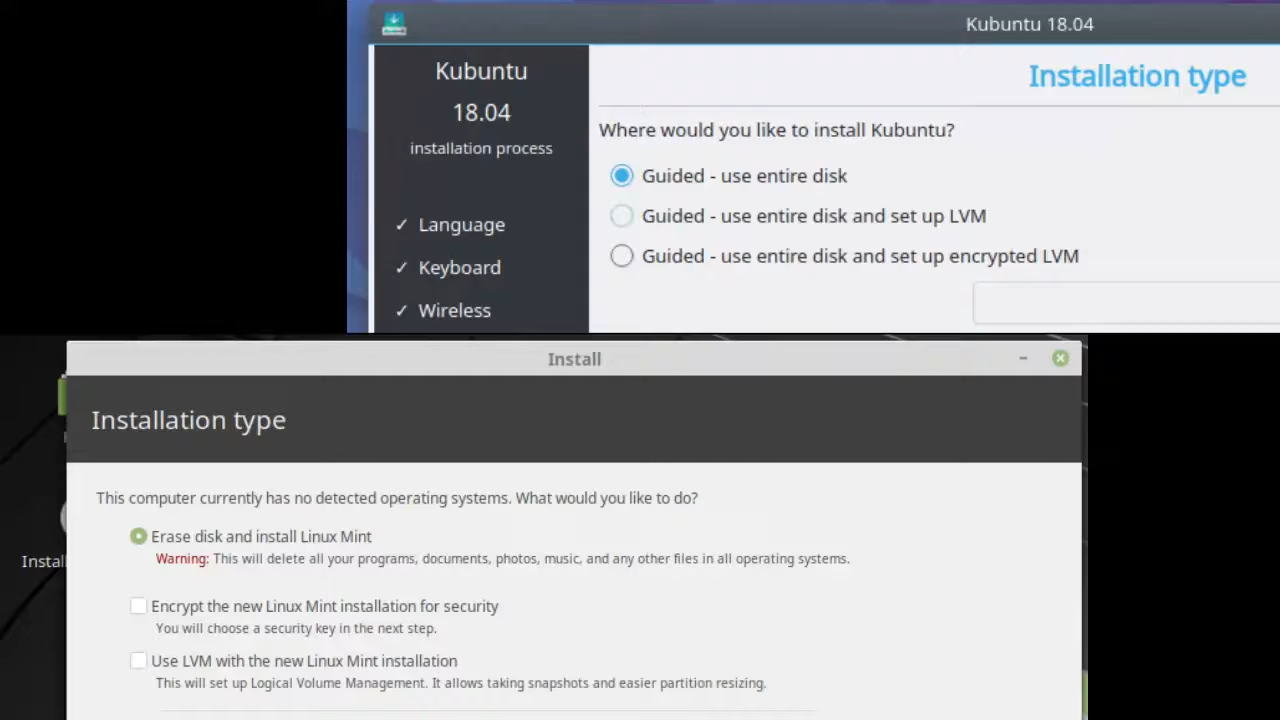 Kubuntu 18.04
Kubuntu
18.04
installation process
✓ Language
✓ Keyboard
✓ Wireless
Installation type
Where would you like to install Kubuntu?
Guided - use entire disk
Guided - use entire disk and set up LVM
Guided - use entire disk and set up encrypted LVM
Install
Install
Installation type
This computer currently has no detected operating systems. What would you like to do?
Erase disk and install Linux Mint
Warning: This will delete all your programs, documents, photos, music, and any other files in all operating systems.
Encrypt the new Linux Mint installation for security
You will choose a security key in the next step.
Use LVM with the new Linux Mint installation
This will set up Logical Volume Management. It allows taking snapshots and easier partition resizing.